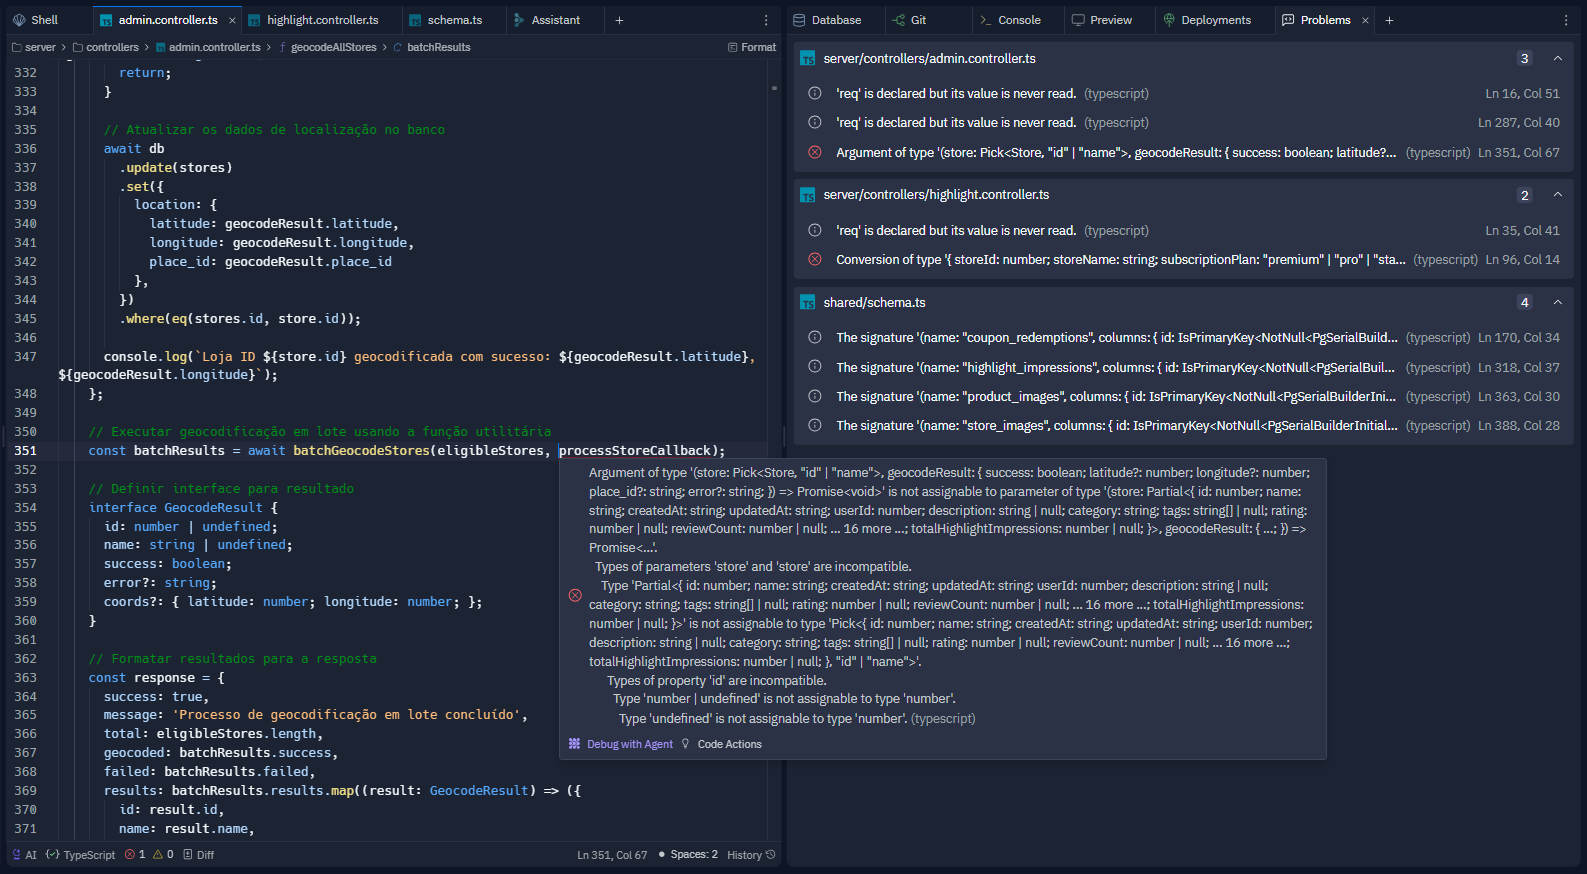 Shell
admin.controller.ts
highlight.controller.ts
schema.ts
Assistant
server > controllers > admin.controller.ts > geocodeAllStores > batchResults
Format
332 return;
333 }
334
335 // Atualizar os dados de localização no banco
336 await db
337 .update(stores)
338 .set({
339 location: {
340 latitude: geocodeResult.latitude,
341 longitude: geocodeResult.longitude,
342 place_id: geocodeResult.place_id
343 },
344 })
345 .where(eq(stores.id, store.id));
346
347 console.log(`Loja ID ${store.id} geocodificada com sucesso: ${geocodeResult.latitude},
${geocodeResult.longitude}`);
348 };
349
350 // Executar geocodificação em lote usando a função utilitária
351 const batchResults = await batchGeocodeStores(eligibleStores, processStoreCallback);
352
353 // Definir interface para resultado
354 interface GeocodeResult {
355 id: number | undefined;
356 name: string | undefined;
357 success: boolean;
358 error?: string;
359 coords?: { latitude: number; longitude: number; };
360 }
361
362 // Formatar resultados para a resposta
363 const response = {
364 success: true,
365 message: 'Processo de geocodificação em lote concluído',
366 total: eligibleStores.length,
367 geocoded: batchResults.success,
368 failed: batchResults.failed,
369 results: batchResults.results.map((result: GeocodeResult) => ({
370 id: result.id,
371 name: result.name,
Argument of type '(store: Pick<Store, "id" | "name">, geocodeResult: { success: boolean; latitude?: number; longitude?: number;
place_id?: string; error?: string; }) => Promise<void>' is not assignable to parameter of type '(store: Partial<{ id: number; name:
string; createdAt: string; updatedAt: string; userId: number; description: string | null; category: string; tags: string[] | null; rating:
number | null; reviewCount: number | null; ... 16 more ...; totalHighlightImpressions: number | null; }>, geocodeResult: { ...; }) =>
Promise<...'.
Types of parameters 'store' and 'store' are incompatible.
Type 'Partial<{ id: number; name: string; createdAt: string; updatedAt: string; userId: number; description: string | null;
category: string; tags: string[] | null; rating: number | null; reviewCount: number | null; ... 16 more ...; totalHighlightImpressions:
number | null; }>' is not assignable to type 'Pick<{ id: number; name: string; createdAt: string; updatedAt: string; userId: number;
description: string | null; category: string; tags: string[] | null; rating: number | null; reviewCount: number | null; ... 16 more ...;
totalHighlightImpressions: number | null; }, "id" | "name">'.
Types of property 'id' are incompatible.
Type 'number | undefined' is not assignable to type 'number'.
Type 'undefined' is not assignable to type 'number'. (typescript)
Debug with Agent Code Actions
AI TypeScript 1 0 Diff
Ln 351, Col 67 Spaces: 2 History
Database
Git
Console
Preview
Deployments
Problems
server/controllers/admin.controller.ts 3
'req' is declared but its value is never read. (typescript) Ln 16, Col 51
'req' is declared but its value is never read. (typescript) Ln 287, Col 40
Argument of type '(store: Pick<Store, "id" | "name">, geocodeResult: { success: boolean; latitude?... (typescript) Ln 351, Col 67
server/controllers/highlight.controller.ts 2
'req' is declared but its value is never read. (typescript) Ln 35, Col 41
Conversion of type '{ storeId: number; storeName: string; subscriptionPlan: "premium" | "pro" | "sta... (typescript) Ln 96, Col 14
shared/schema.ts 4
The signature '(name: "coupon_redemptions", columns: { id: IsPrimaryKey<NotNull<PgSerialBuild... (typescript) Ln 170, Col 34
The signature '(name: "highlight_impressions", columns: { id: IsPrimaryKey<NotNull<PgSerialBuil... (typescript) Ln 318, Col 37
The signature '(name: "product_images", columns: { id: IsPrimaryKey<NotNull<PgSerialBuilderIni... (typescript) Ln 363, Col 30
The signature '(name: "store_images", columns: { id: IsPrimaryKey<NotNull<PgSerialBuilderInitial... (typescript) Ln 388, Col 28